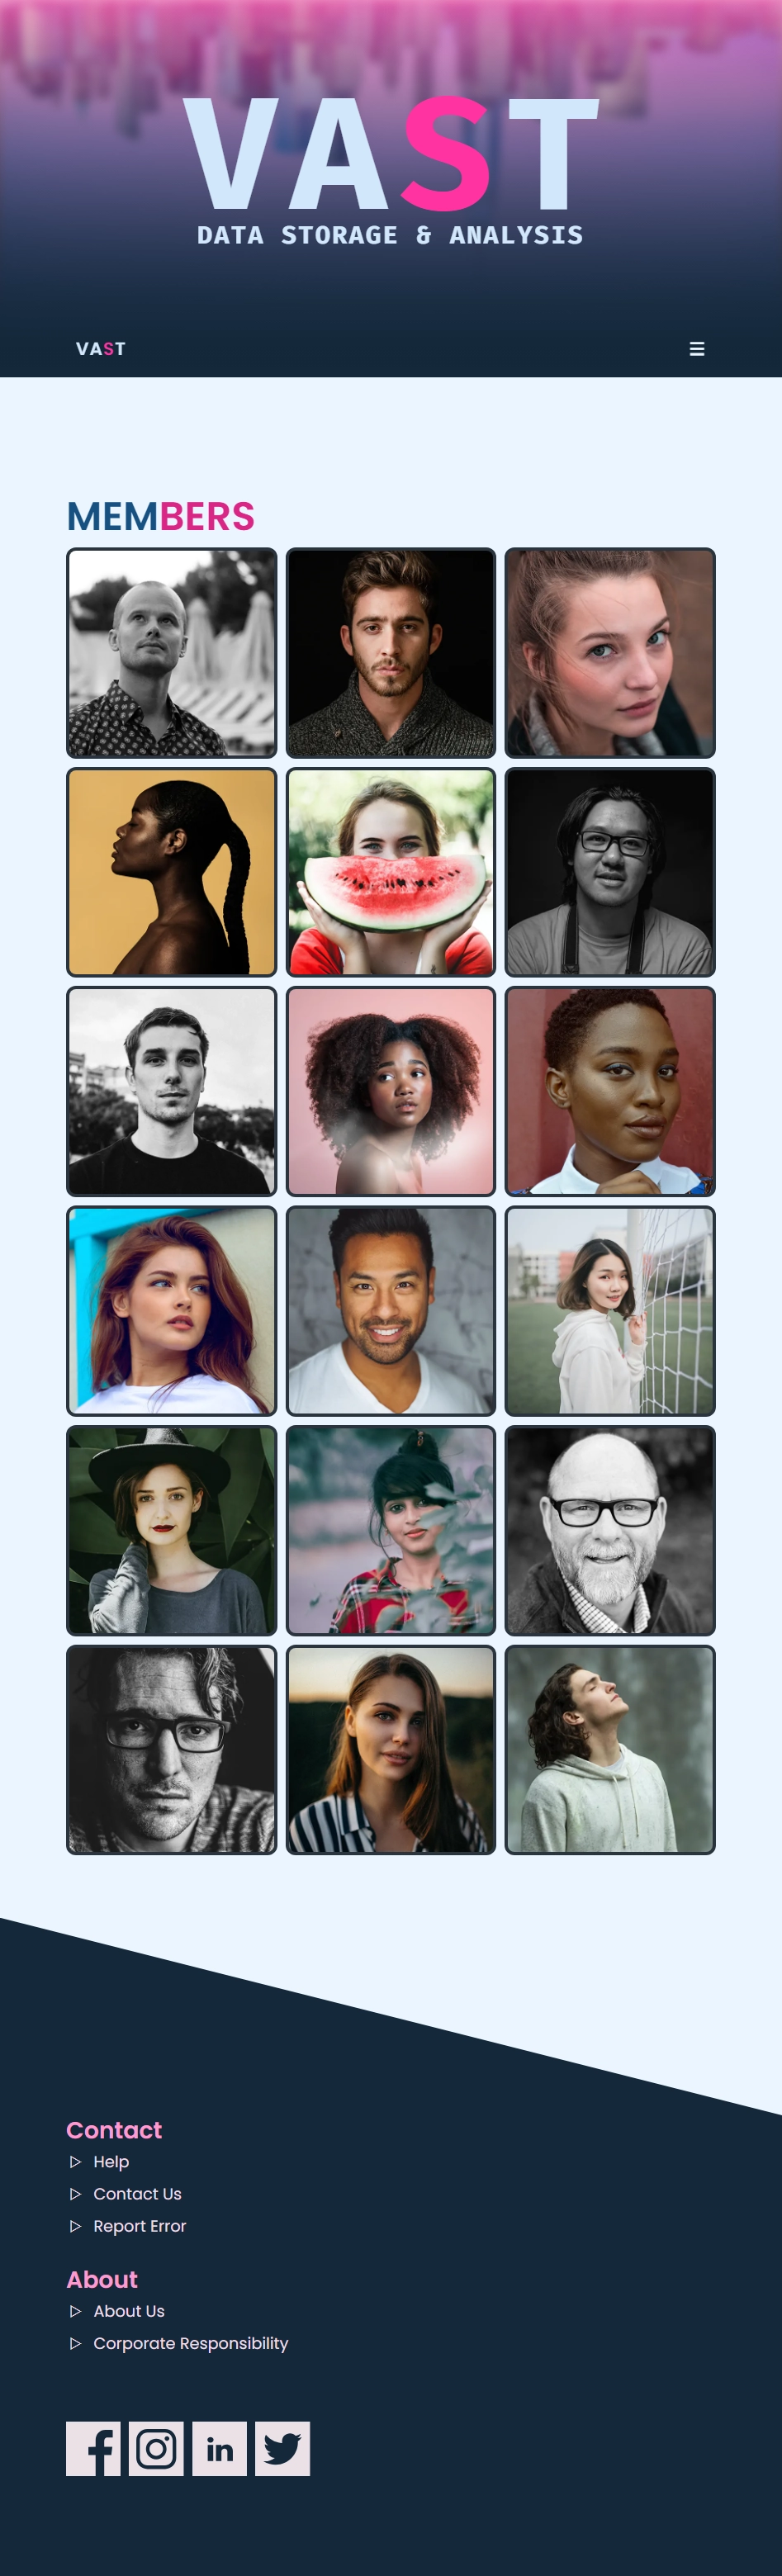 VAST
DATA STORAGE & ANALYSIS
VAST
MEMBERS
Contact
Help
Contact Us
Report Error
About
About Us
Corporate Responsibility